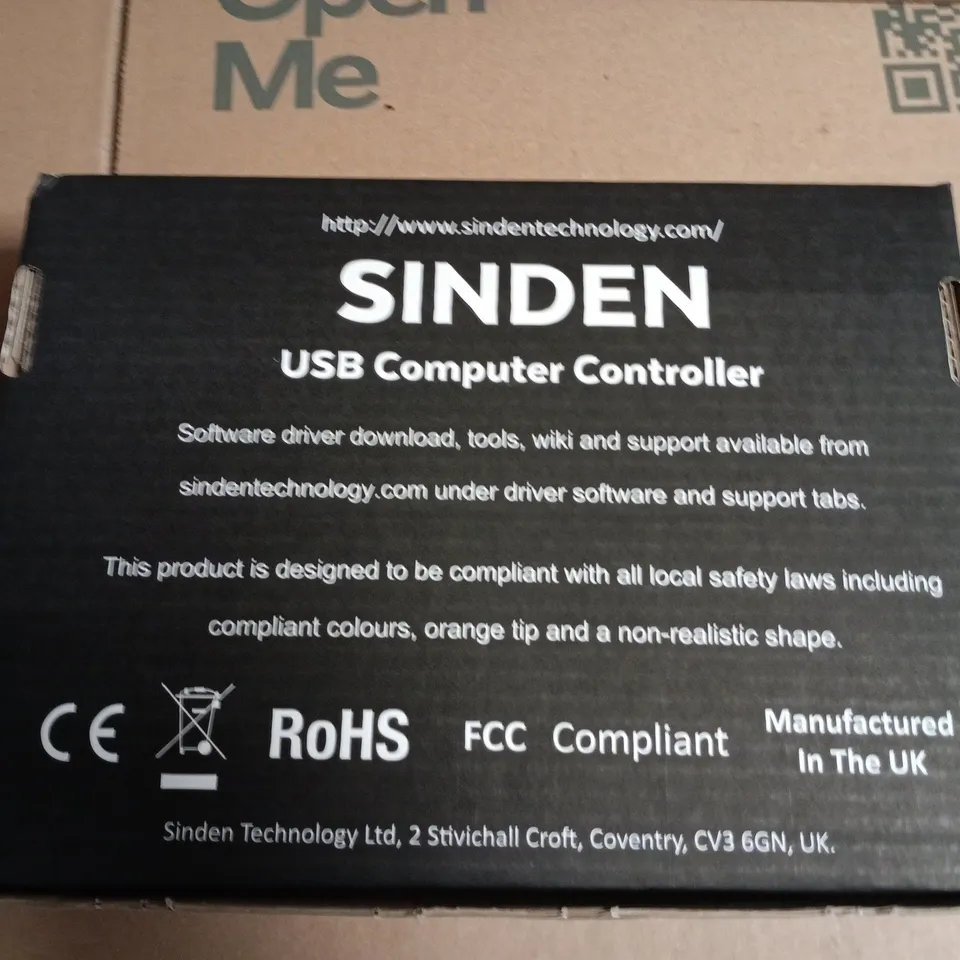 Open
Me
http://www.sindentechnology.com/
SINDEN
USB Computer Controller
Software driver download, tools, wiki and support available from
sindentechnology.com under driver software and support tabs.
This product is designed to be compliant with all local safety laws including
compliant colours, orange tip and a non-realistic shape.
CE RoHS FCC Compliant Manufactured
In The UK
Sinden Technology Ltd, 2 Stivichall Croft, Coventry, CV3 6GN, UK.